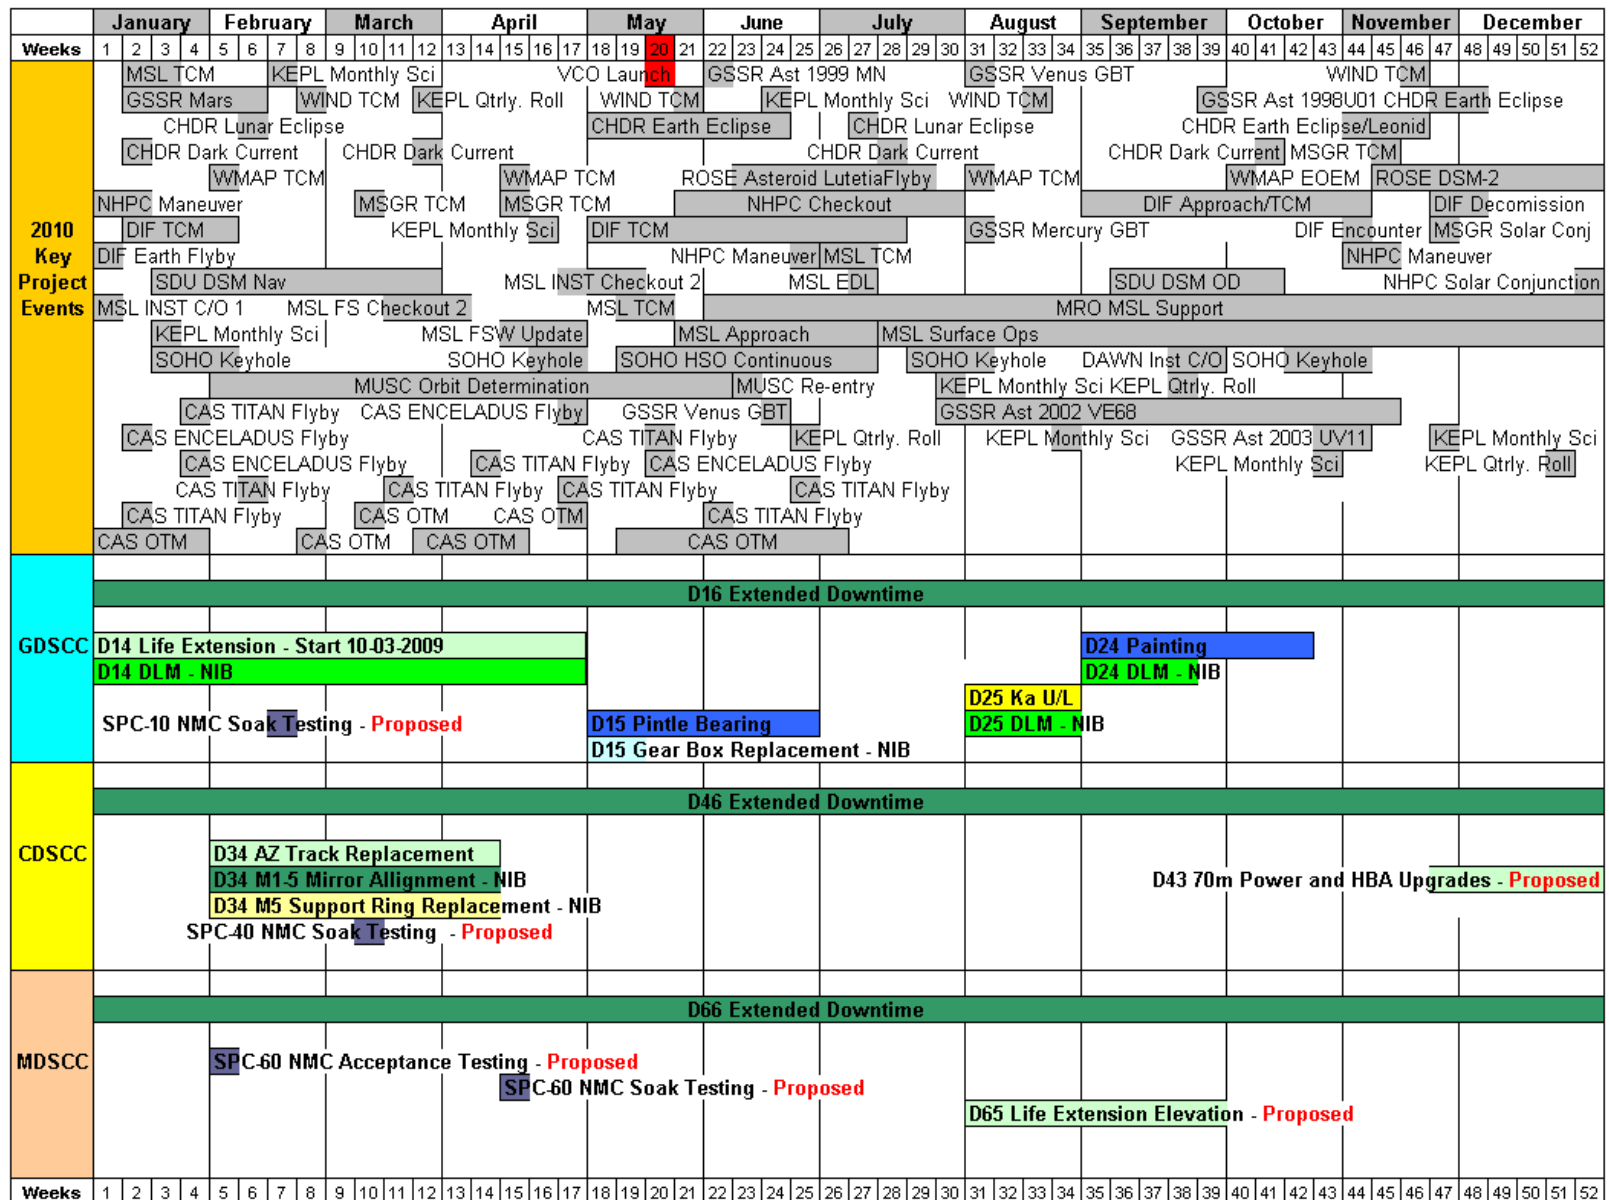 January February March April May June July August September October November December
Weeks 1 2 3 4 5 6 7 8 9 10 11 12 13 14 15 16 17 18 19 20 21 22 23 24 25 26 27 28 29 30 31 32 33 34 35 36 37 38 39 40 41 42 43 44 45 46 47 48 49 50 51 52
2010 Key Project Events
MSL TCM KEPL Monthly Sci VCO Launch GSSR Ast 1999 MN GSSR Venus GBT WIND TCM
GSSR Mars WIND TCM KEPL Qtrly. Roll WIND TCM KEPL Monthly Sci WIND TCM GSSR Ast 1998U01 CHDR Earth Eclipse
CHDR Lunar Eclipse CHDR Earth Eclipse CHDR Lunar Eclipse CHDR Earth Eclipse/Leonid
CHDR Dark Current CHDR Dark Current CHDR Dark Current CHDR Dark Current MSGR TCM
WMAP TCM WMAP TCM ROSE Asteroid LutetiaFlyby WMAP TCM WMAP EOEM ROSE DSM-2
NHPC Maneuver MSGR TCM MSGR TCM NHPC Checkout DIF Approach/TCM DIF Decomission
DIF TCM KEPL Monthly Sci DIF TCM GSSR Mercury GBT DIF Encounter MSGR Solar Conj
DIF Earth Flyby NHPC Maneuver MSL TCM NHPC Maneuver
SDU DSM Nav MSL INST Checkout 2 MSL EDL SDU DSM OD NHPC Solar Conjunction
MSL INST C/O 1 MSL FS Checkout 2 MSL TCM MRO MSL Support
KEPL Monthly Sci MSL FSW Update MSL Approach MSL Surface Ops
SOHO Keyhole SOHO Keyhole SOHO HSO Continuous SOHO Keyhole DAWN Inst C/O SOHO Keyhole
MUSC Orbit Determination MUSC Re-entry KEPL Monthly Sci KEPL Qtrly. Roll
CAS TITAN Flyby CAS ENCELADUS Flyby GSSR Venus GBT GSSR Ast 2002 VE68
CAS ENCELADUS Flyby CAS TITAN Flyby KEPL Qtrly. Roll KEPL Monthly Sci GSSR Ast 2003 UV11 KEPL Monthly Sci
CAS ENCELADUS Flyby CAS TITAN Flyby CAS ENCELADUS Flyby KEPL Monthly Sci KEPL Qtrly. Roll
CAS TITAN Flyby CAS TITAN Flyby CAS TITAN Flyby CAS TITAN Flyby
CAS TITAN Flyby CAS OTM CAS OTM CAS TITAN Flyby
CAS OTM CAS OTM CAS OTM CAS OTM
GDSCC
D16 Extended Downtime
D14 Life Extension - Start 10-03-2009 D24 Painting
D14 DLM - NIB D24 DLM - NIB
D25 Ka U/L
SPC-10 NMC Soak Testing - Proposed D15 Pintle Bearing D25 DLM - NIB
D15 Gear Box Replacement - NIB
CDSCC
D46 Extended Downtime
D34 AZ Track Replacement
D34 M1-5 Mirror Allignment - NIB D43 70m Power and HBA Upgrades - Proposed
D34 M5 Support Ring Replacement - NIB
SPC-40 NMC Soak Testing - Proposed
MDSCC
D66 Extended Downtime
SPC-60 NMC Acceptance Testing - Proposed
SPC-60 NMC Soak Testing - Proposed
D65 Life Extension Elevation - Proposed
Weeks 1 2 3 4 5 6 7 8 9 10 11 12 13 14 15 16 17 18 19 20 21 22 23 24 25 26 27 28 29 30 31 32 33 34 35 36 37 38 39 40 41 42 43 44 45 46 47 48 49 50 51 52